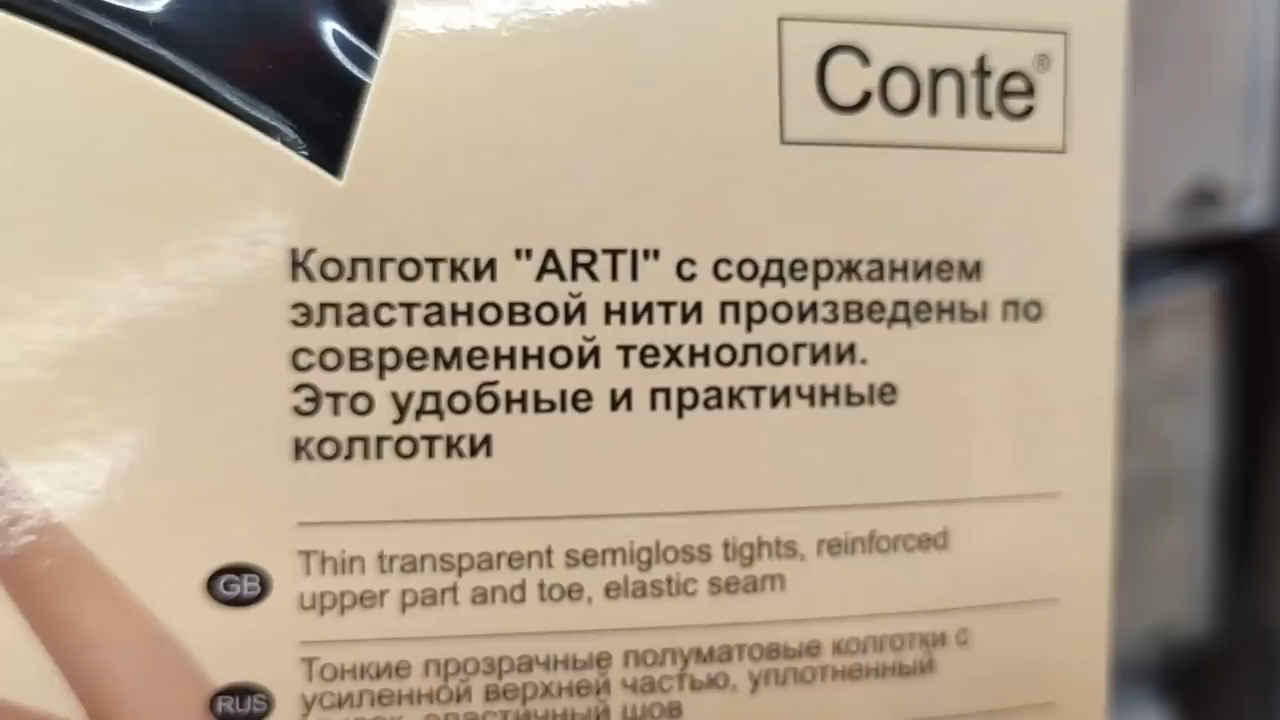 Conte®
Колготки "ARTI" с содержанием
эластановой нити произведены по
современной технологии.
Это удобные и практичные
колготки
GB
Thin transparent semigloss tights, reinforced
upper part and toe, elastic seam
RUS
Тонкие прозрачные полуматовые колготки с
усиленной верхней частью, уплотненный
эластичный шов